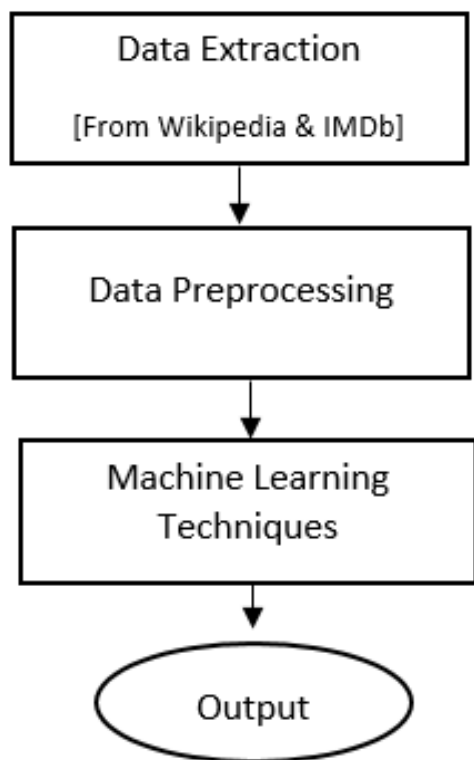 Data Extraction
[From Wikipedia & IMDb]
Data Preprocessing
Machine Learning
Techniques
Output